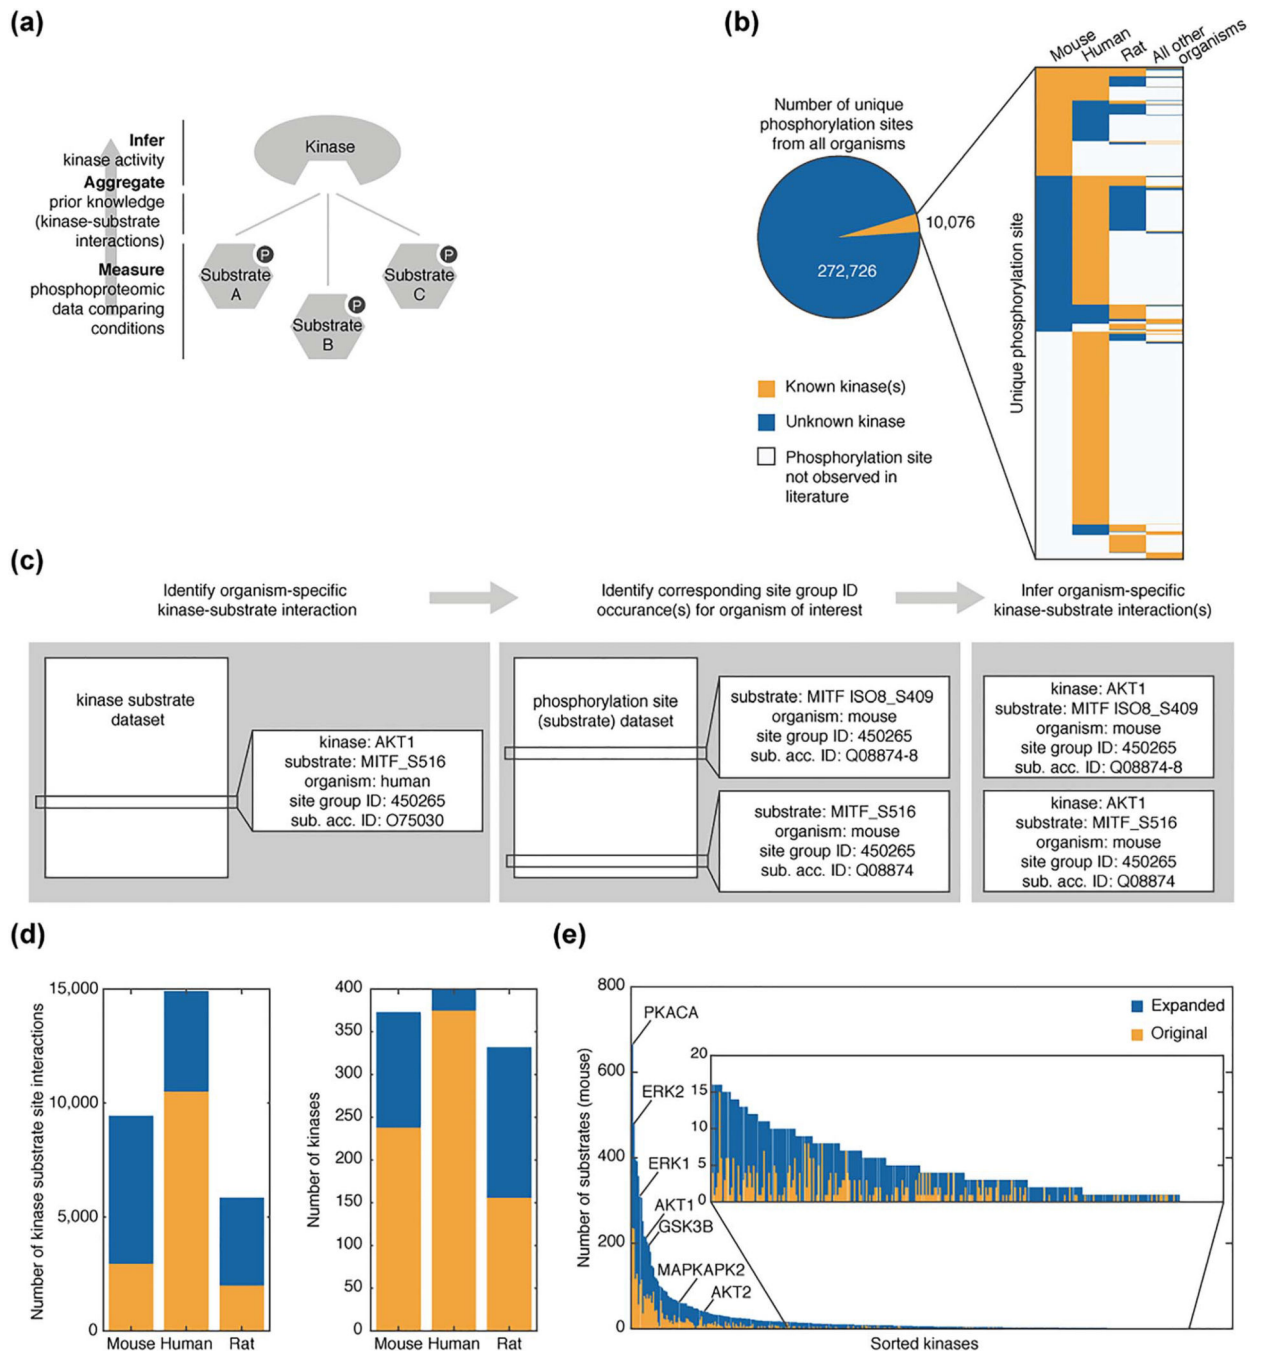 (a)
Infer
kinase activity
Aggregate
prior knowledge
(kinase-substrate
interactions)
Measure
phosphoproteomic
data comparing
conditions
Kinase
P
Substrate
A
P
Substrate
B
P
Substrate
C
(b)
Number of unique
phosphorylation sites
from all organisms
10,076
272,726
Known kinase(s)
Unknown kinase
Phosphorylation site
not observed in
literature
Mouse
Human
Rat
All other
organisms
Unique phosphorylation site
(c)
Identify organism-specific
kinase-substrate interaction
Identify corresponding site group ID
occurance(s) for organism of interest
Infer organism-specific
kinase-substrate interaction(s)
kinase substrate
dataset
kinase: AKT1
substrate: MITF_S516
organism: human
site group ID: 450265
sub. acc. ID: O75030
phosphorylation site
(substrate) dataset
substrate: MITF ISO8_S409
organism: mouse
site group ID: 450265
sub. acc. ID: Q08874-8
substrate: MITF_S516
organism: mouse
site group ID: 450265
sub. acc. ID: Q08874
kinase: AKT1
substrate: MITF ISO8_S409
organism: mouse
site group ID: 450265
sub. acc. ID: Q08874-8
kinase: AKT1
substrate: MITF_S516
organism: mouse
site group ID: 450265
sub. acc. ID: Q08874
(d)
Number of kinase substrate site interactions
15,000
10,000
5,000
0
Mouse Human Rat
Number of kinases
400
350
300
250
200
150
100
50
0
Mouse Human Rat
(e)
Number of substrates (mouse)
800
600
400
200
0
PKACA
ERK2
ERK1
AKT1
GSK3B
MAPKAPK2
AKT2
Expanded
Original
20
15
10
5
0
Sorted kinases